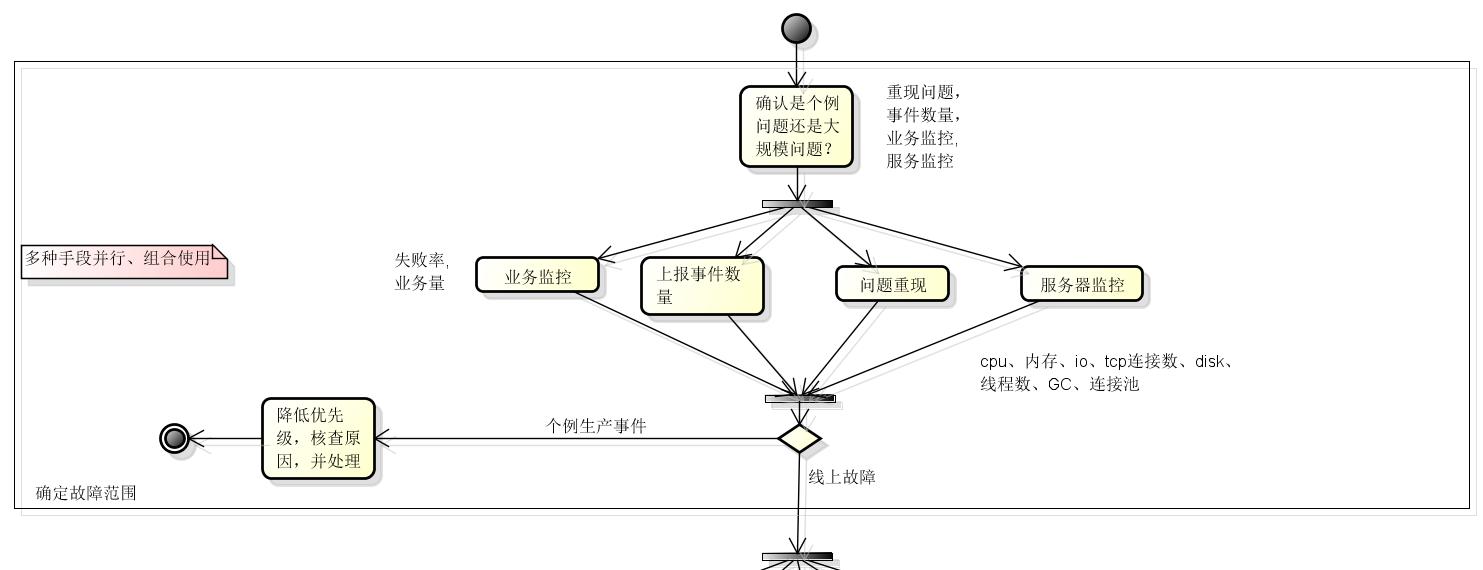 确认是个例
问题还是大
规模问题？
重现问题，
事件数量，
业务监控,
服务监控
多种手段并行、组合使用
失败率,
业务量
业务监控
上报事件数
量
问题重现
服务器监控
cpu、内存、io、tcp连接数、disk、
线程数、GC、连接池
降低优先
级，核查原
因，并处理
个例生产事件
线上故障
确定故障范围